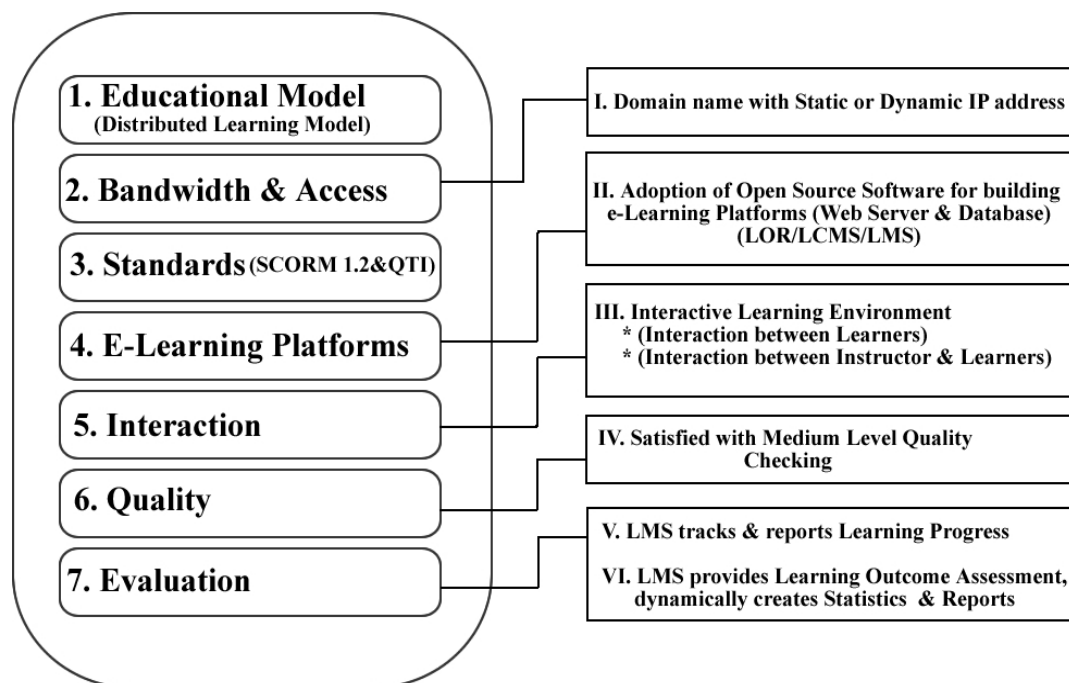 1. Educational Model
(Distributed Learning Model)
2. Bandwidth & Access
3. Standards (SCORM 1.2&QTI)
4. E-Learning Platforms
5. Interaction
6. Quality
7. Evaluation
I. Domain name with Static or Dynamic IP address
II. Adoption of Open Source Software for building
e-Learning Platforms (Web Server & Database)
(LOR/LCMS/LMS)
III. Interactive Learning Environment
* (Interaction between Learners)
* (Interaction between Instructor & Learners)
IV. Satisfied with Medium Level Quality
Checking
V. LMS tracks & reports Learning Progress
VI. LMS provides Learning Outcome Assessment,
dynamically creates Statistics & Reports